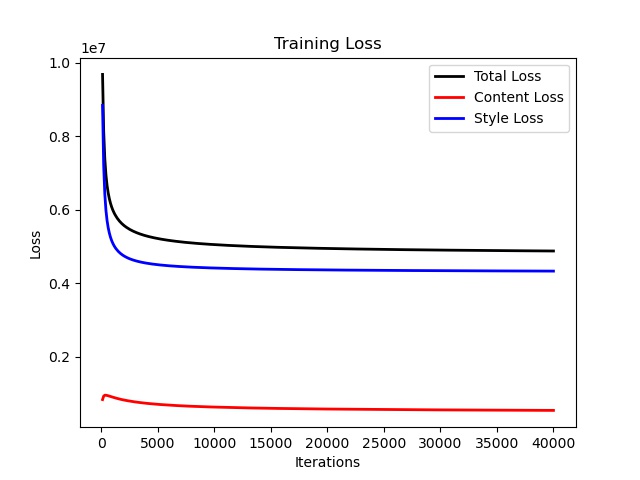 Training Loss
1e7
1.0
0.8
0.6
0.4
0.2
Loss
Total Loss
Content Loss
Style Loss
0 5000 10000 15000 20000 25000 30000 35000 40000
Iterations